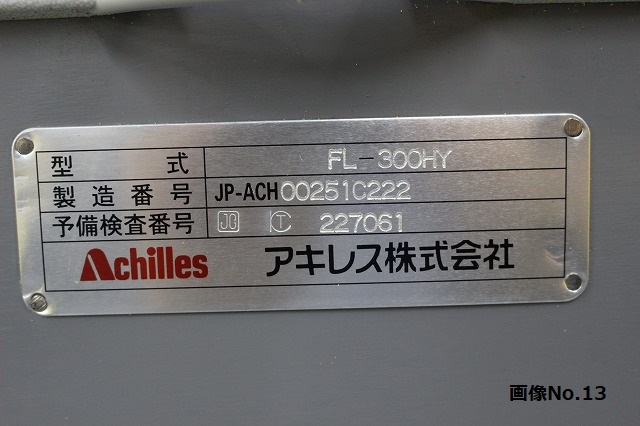 型 式 FL-300HY
製造番号 JP-ACH00251C222
予備検査番号 JG T 227061
Achilles アキレス株式会社
画像No.13